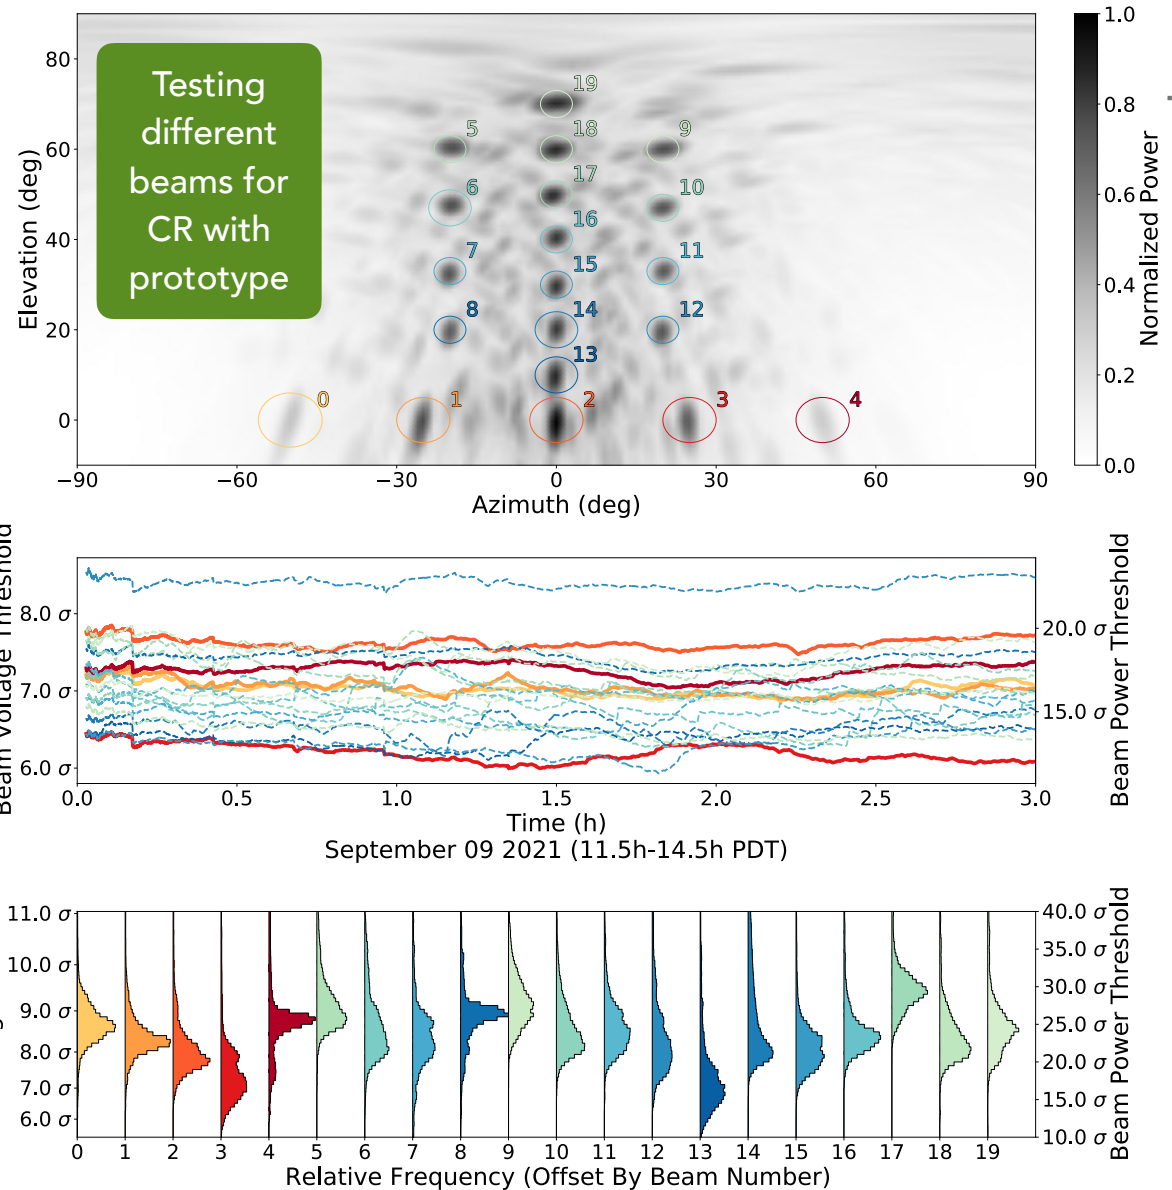 Testing
different
beams for
CR with
prototype
Elevation (deg)
80
60
40
20
0
19
5
18
9
17
6
10
16
7
11
15
8
14
12
13
0
1
2
3
4
−90
−60
−30
0
30
60
90
Azimuth (deg)
1.0
0.8
0.6
0.4
0.2
0.0
Normalized Power
Beam Voltage Threshold
8.0 σ
7.0 σ
6.0 σ
20.0 σ
15.0 σ
Beam Power Threshold
0.0
0.5
1.0
1.5
2.0
2.5
3.0
Time (h)
September 09 2021 (11.5h-14.5h PDT)
11.0 σ
10.0 σ
9.0 σ
8.0 σ
7.0 σ
6.0 σ
40.0 σ
35.0 σ
30.0 σ
25.0 σ
20.0 σ
15.0 σ
10.0 σ
Beam Power Threshold
0 1 2 3 4 5 6 7 8 9 10 11 12 13 14 15 16 17 18 19
Relative Frequency (Offset By Beam Number)